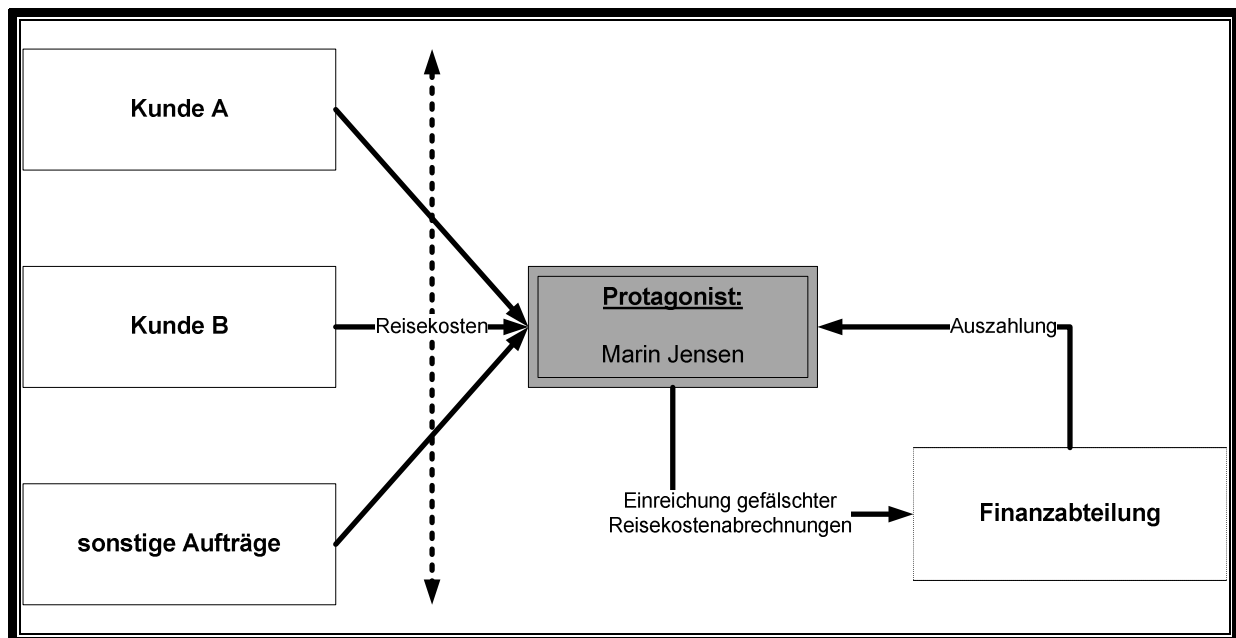 Kunde A
Kunde B
Reisekosten
sonstige Aufträge
Protagonist:
Marin Jensen
Auszahlung
Einreichung gefälschter
Reisekostenabrechnungen
Finanzabteilung